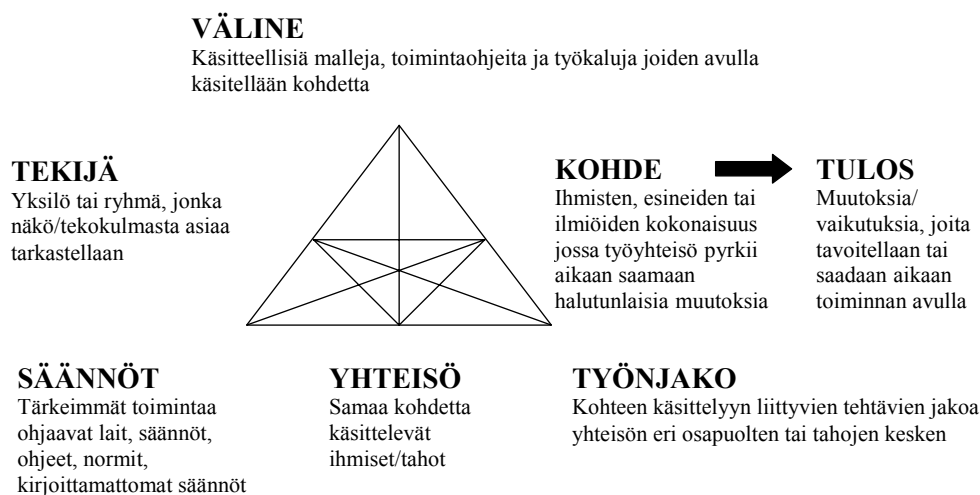 VÄLINE
Käsitteellisiä malleja, toimintaohjeita ja työkaluja joiden avulla
käsitellään kohdetta
TEKIJÄ
Yksilö tai ryhmä, jonka
näkö/tekokulmasta asiaa
tarkastellaan
KOHDE
Ihmisten, esineiden tai
ilmiöiden kokonaisuus
jossa työyhteisö pyrkii
aikaan saamaan
halutunlaisia muutoksia
TULOS
Muutoksia/
vaikutuksia, joita
tavoitellaan tai
saadaan aikaan
toiminnan avulla
SÄÄNNÖT
Tärkeimmät toimintaa
ohjaavat lait, säännöt,
ohjeet, normit,
kirjoittamattomat säännöt
YHTEISÖ
Samaa kohdetta
käsittelevät
ihmiset/tahot
TYÖNJAKO
Kohteen käsittelyyn liittyvien tehtävien jakoa
yhteisön eri osapuolten tai tahojen kesken